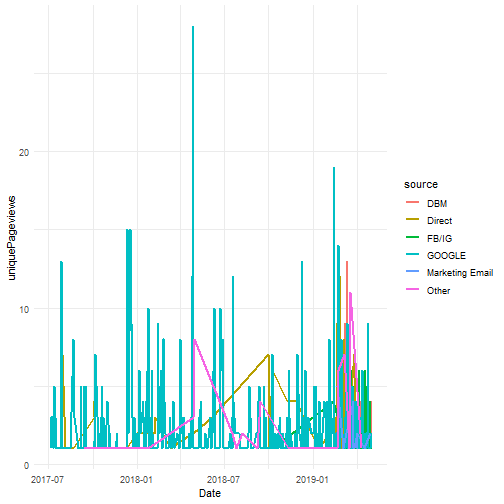 uniquePageviews
20
10
0
2017-07
2018-01
2018-07
2019-01
Date
source
DBM
Direct
FB/IG
GOOGLE
Marketing Email
Other